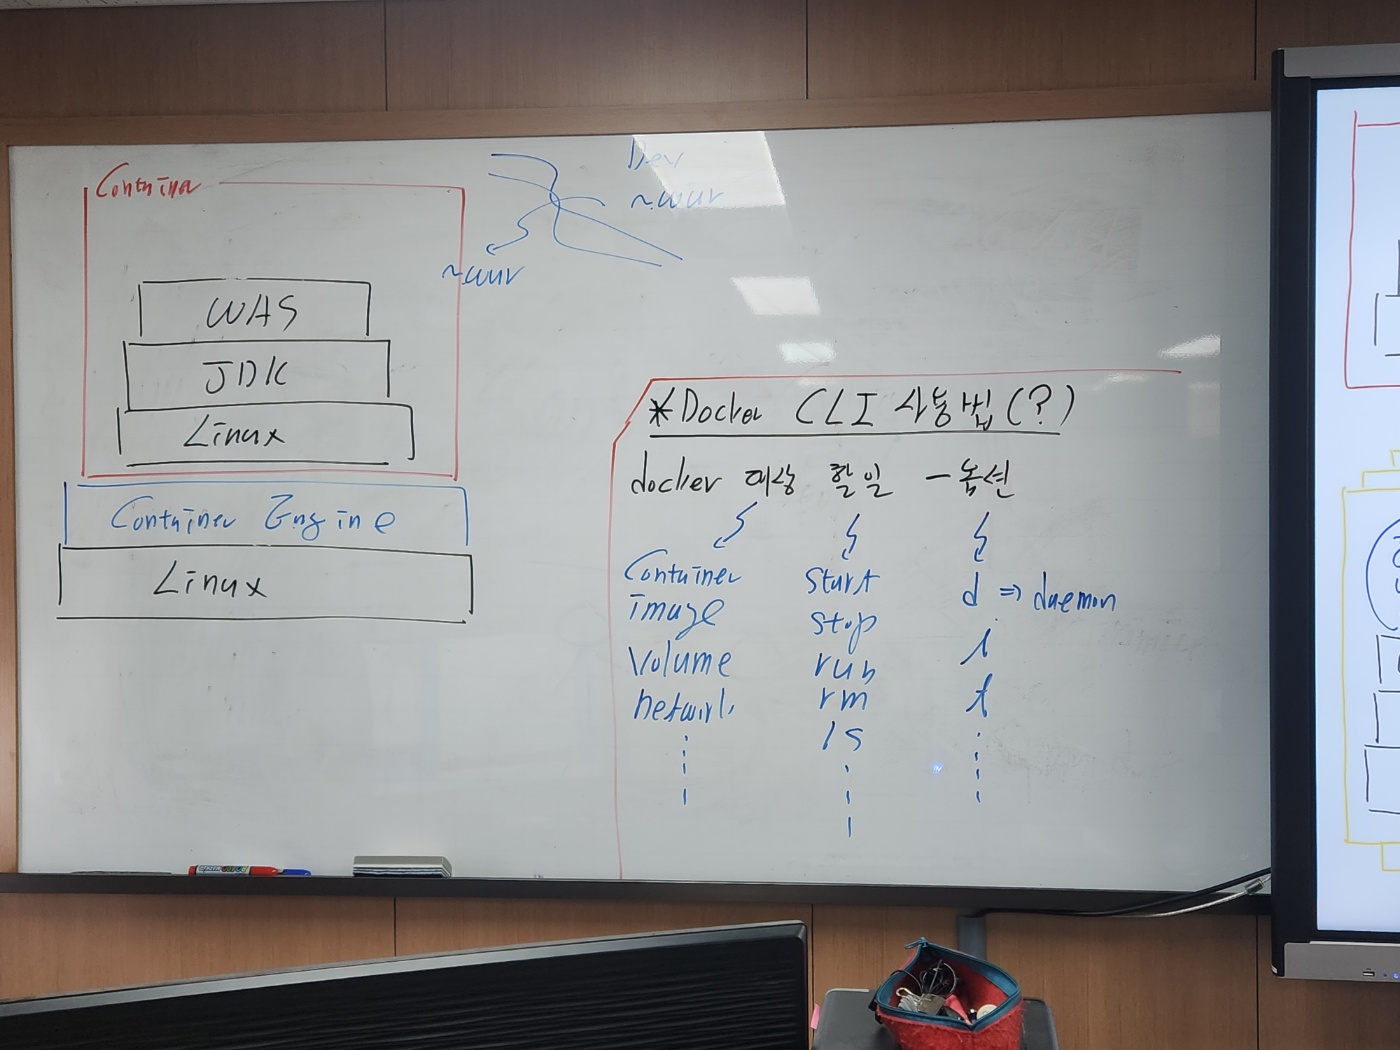 Container
WAS
JDK
Linux
Container Engine
Linux
Dev
~.war
~.war
*Docker CLI 사용법(?)
docker 대상 할일 -옵션
Container start d => daemon
image stop i
Volume run t
network rm
ls